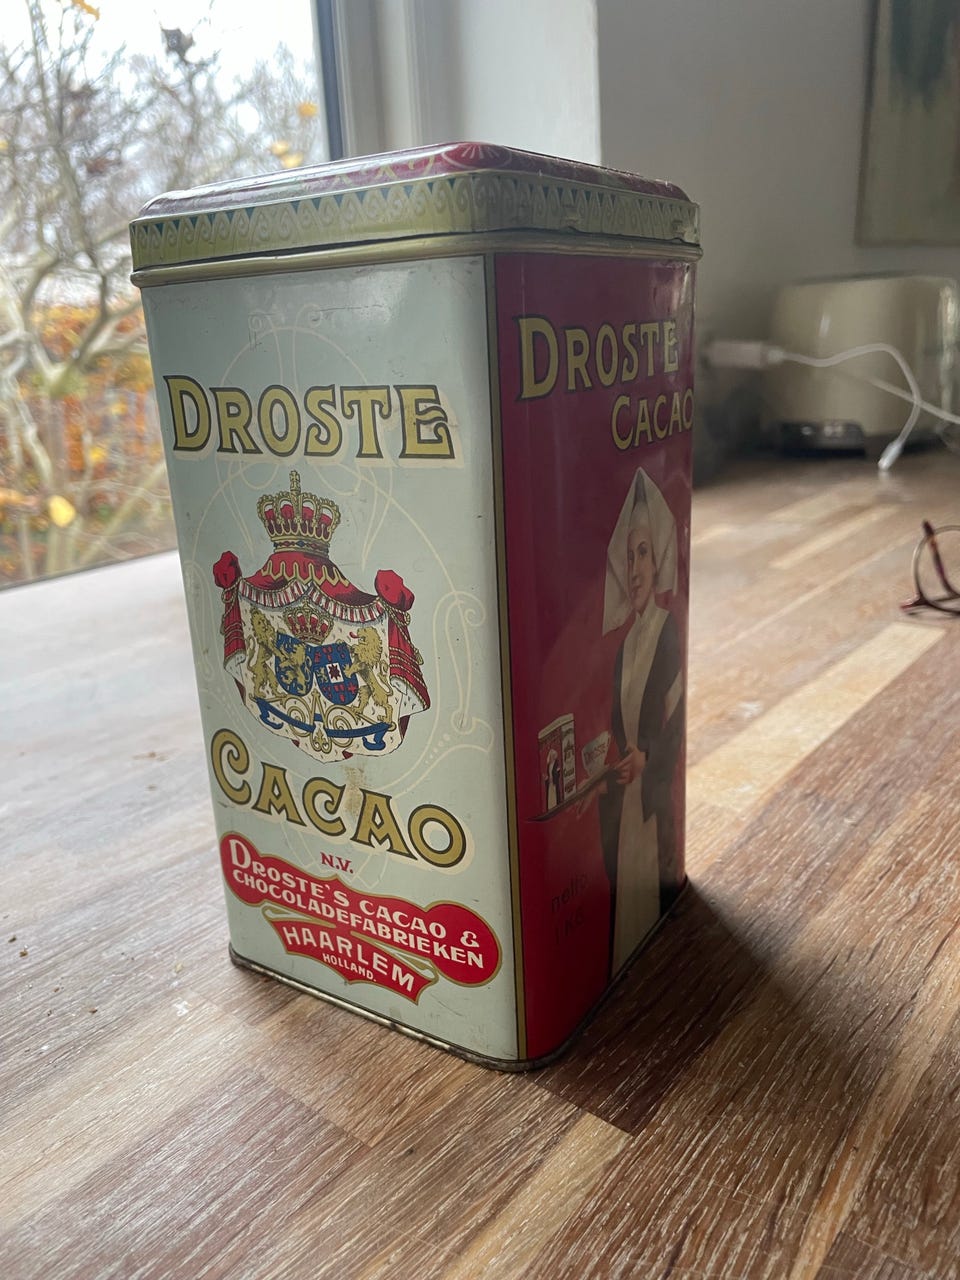 DROSTE
CACAO
N.V.
DROSTE'S CACAO &
CHOCOLADEFABRIEKEN
HAARLEM
HOLLAND.
DROSTE
CACAO
netto
1 KG